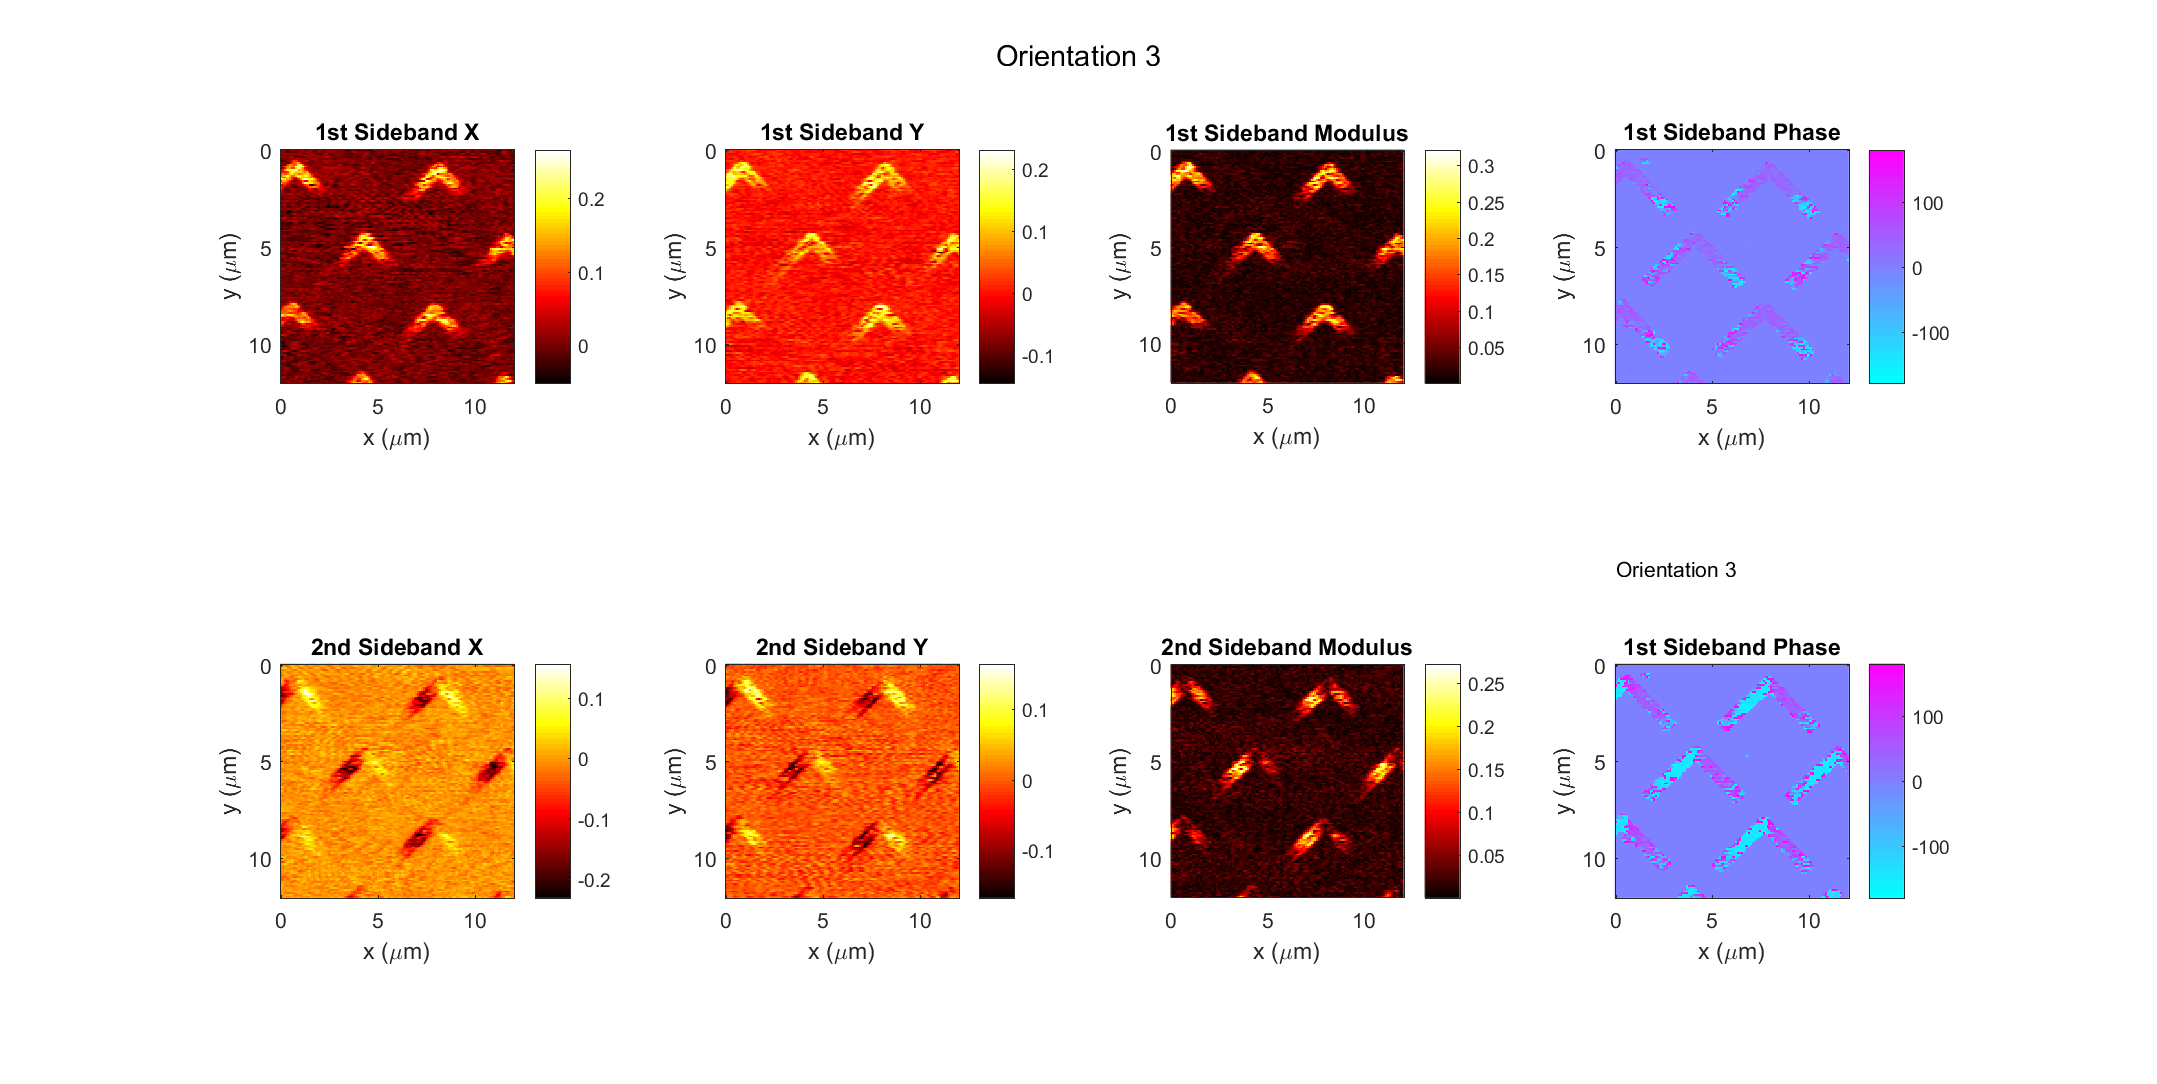 Orientation 3
1st Sideband X
0
5
10
y (μm)
0 5 10
x (μm)
0.2
0.1
0
1st Sideband Y
0
5
10
y (μm)
0 5 10
x (μm)
0.2
0.1
0
-0.1
1st Sideband Modulus
0
5
10
y (μm)
0 5 10
x (μm)
0.3
0.25
0.2
0.15
0.1
0.05
1st Sideband Phase
0
5
10
y (μm)
0 5 10
x (μm)
100
0
-100
Orientation 3
2nd Sideband X
0
5
10
y (μm)
0 5 10
x (μm)
0.1
0
-0.1
-0.2
2nd Sideband Y
0
5
10
y (μm)
0 5 10
x (μm)
0.1
0
-0.1
2nd Sideband Modulus
0
5
10
y (μm)
0 5 10
x (μm)
0.25
0.2
0.15
0.1
0.05
1st Sideband Phase
0
5
10
y (μm)
0 5 10
x (μm)
100
0
-100